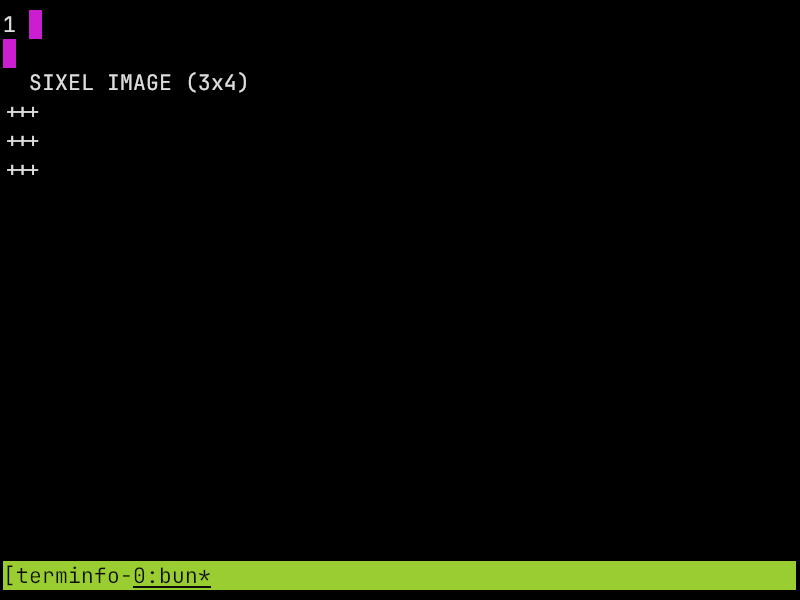 1
SIXEL IMAGE (3x4)
+++
+++
+++
[terminfo-0:bun*